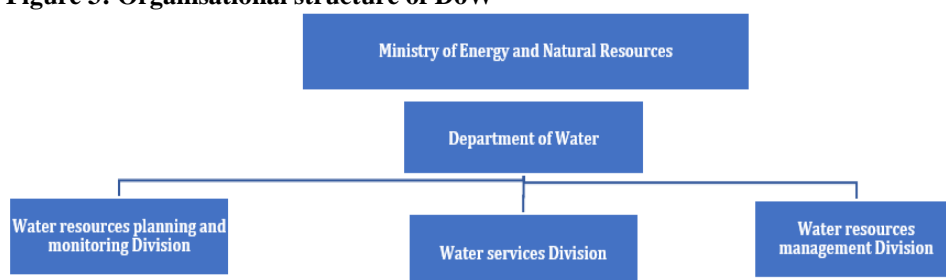 Figure 3: Organisational structure of DoW
Ministry of Energy and Natural Resources
Department of Water
Water resources planning and
monitoring Division
Water services Division
Water resources
management Division